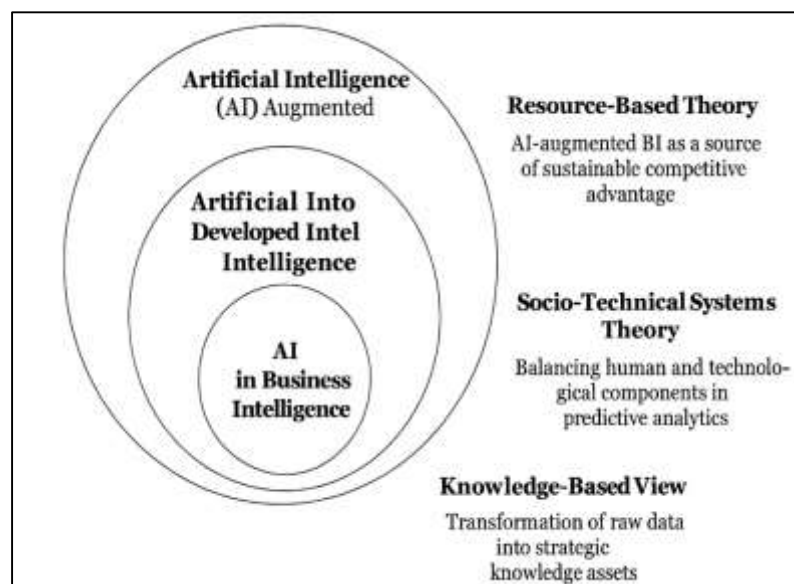 Artificial Intelligence
(AI) Augmented
Artificial Into
Developed Intel
Intelligence
AI
in Business
Intelligence
Resource-Based Theory
AI-augmented BI as a source
of sustainable competitive
advantage
Socio-Technical Systems
Theory
Balancing human and technolo-
gical components in
predictive analytics
Knowledge-Based View
Transformation of raw data
into strategic
knowledge assets